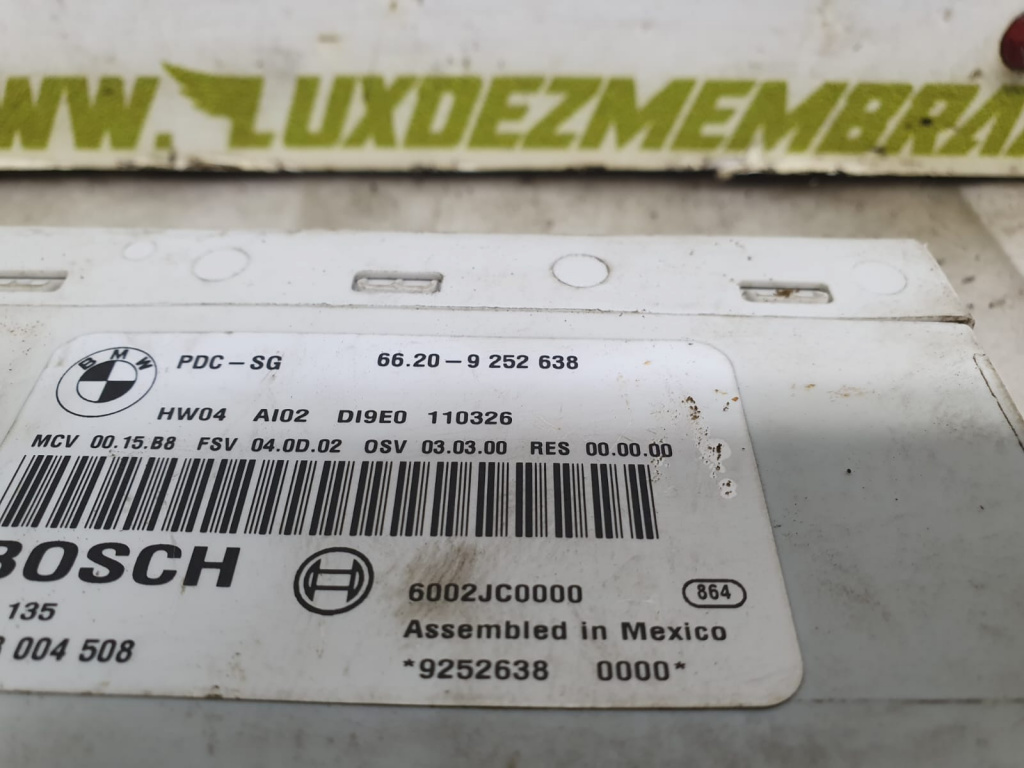 WW.LUXDEZMEMBRA
BMW
PDC-SG 66.20-9 252 638
HW04 AI02 DI9E0 110326
MCV 00.15.B8 FSV 04.0D.02 OSV 03.03.00 RES 00.00.00
BOSCH
6002JC0000 864
135
Assembled in Mexico
004 508
*9252638 0000*